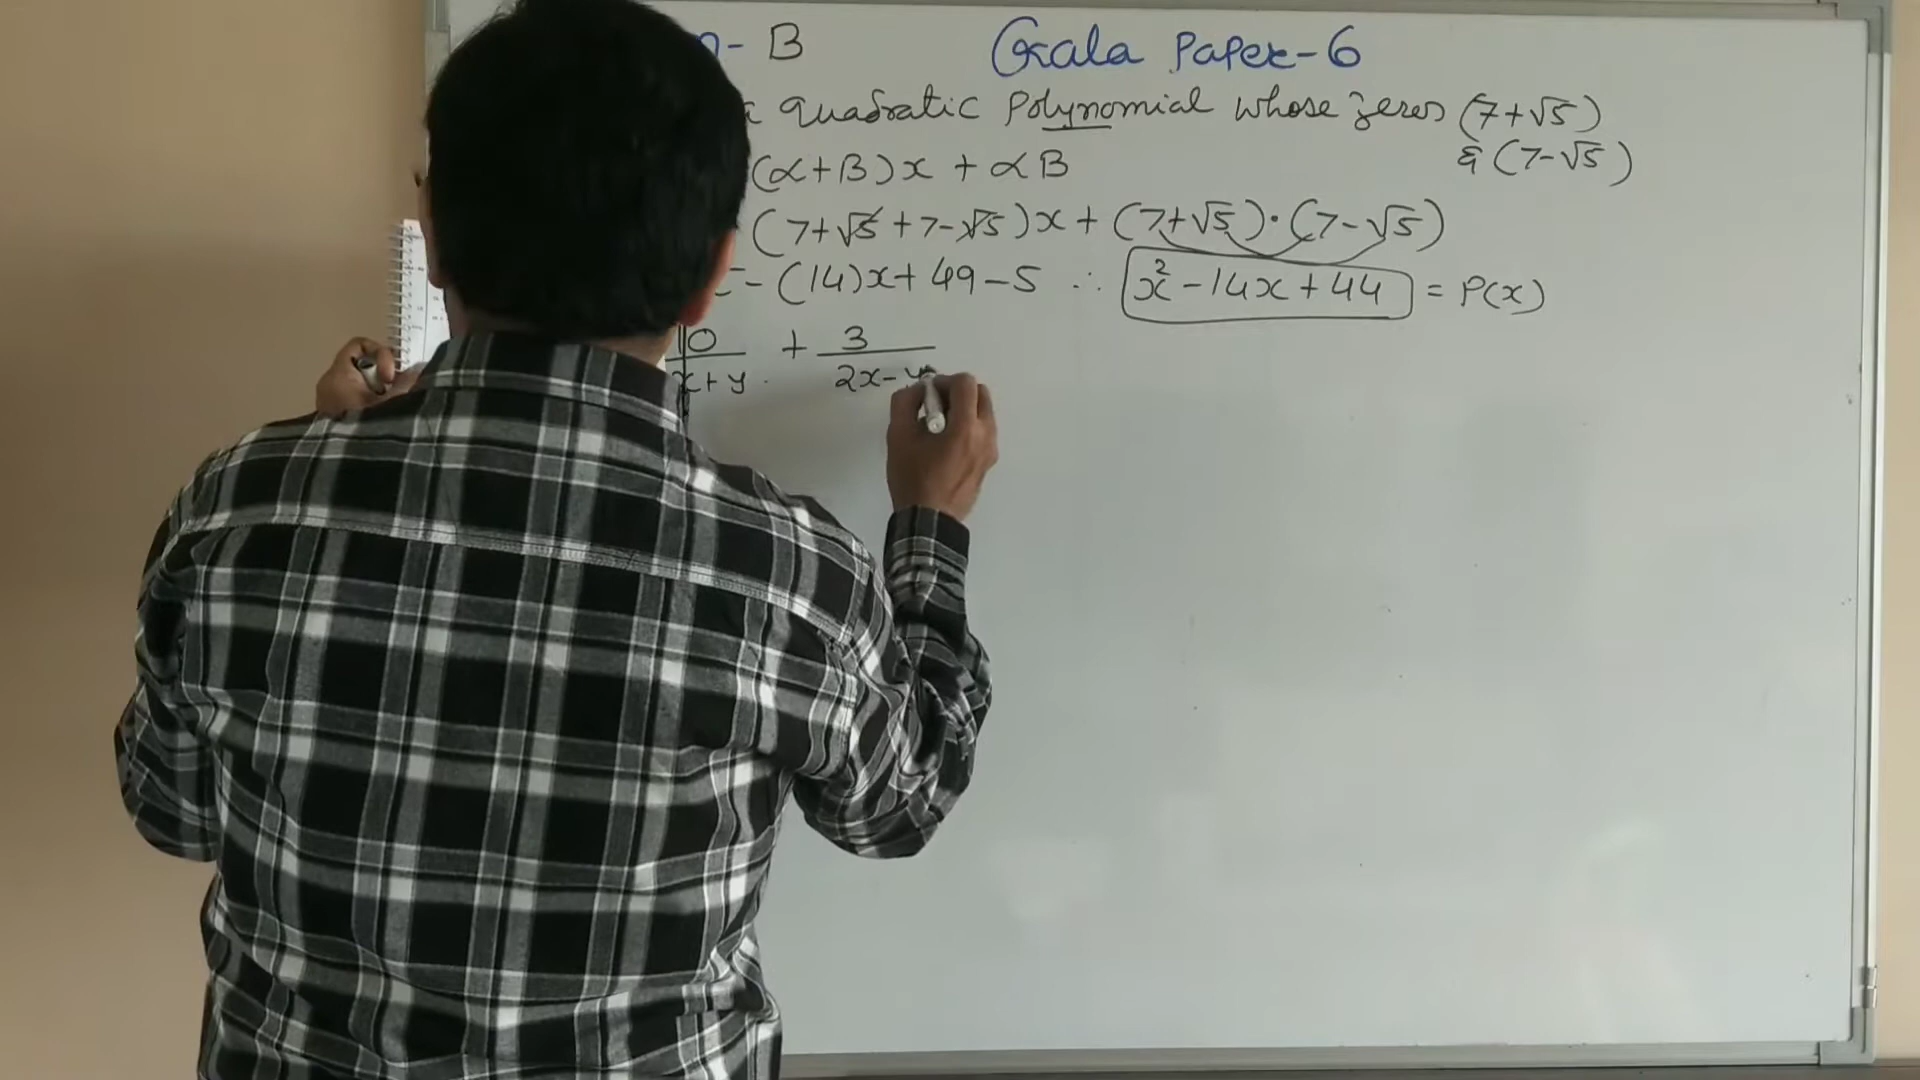 - B Gala Paper-6
a quadratic Polynomial whose zeros (7+√5)
& (7-√5)
(α+β)x + αβ
(7+√5+7-√5)x + (7+√5)·(7-√5)
- (14)x + 49 - 5 ∴ x² - 14x + 44 = P(x)
10/x+y + 3/2x-y